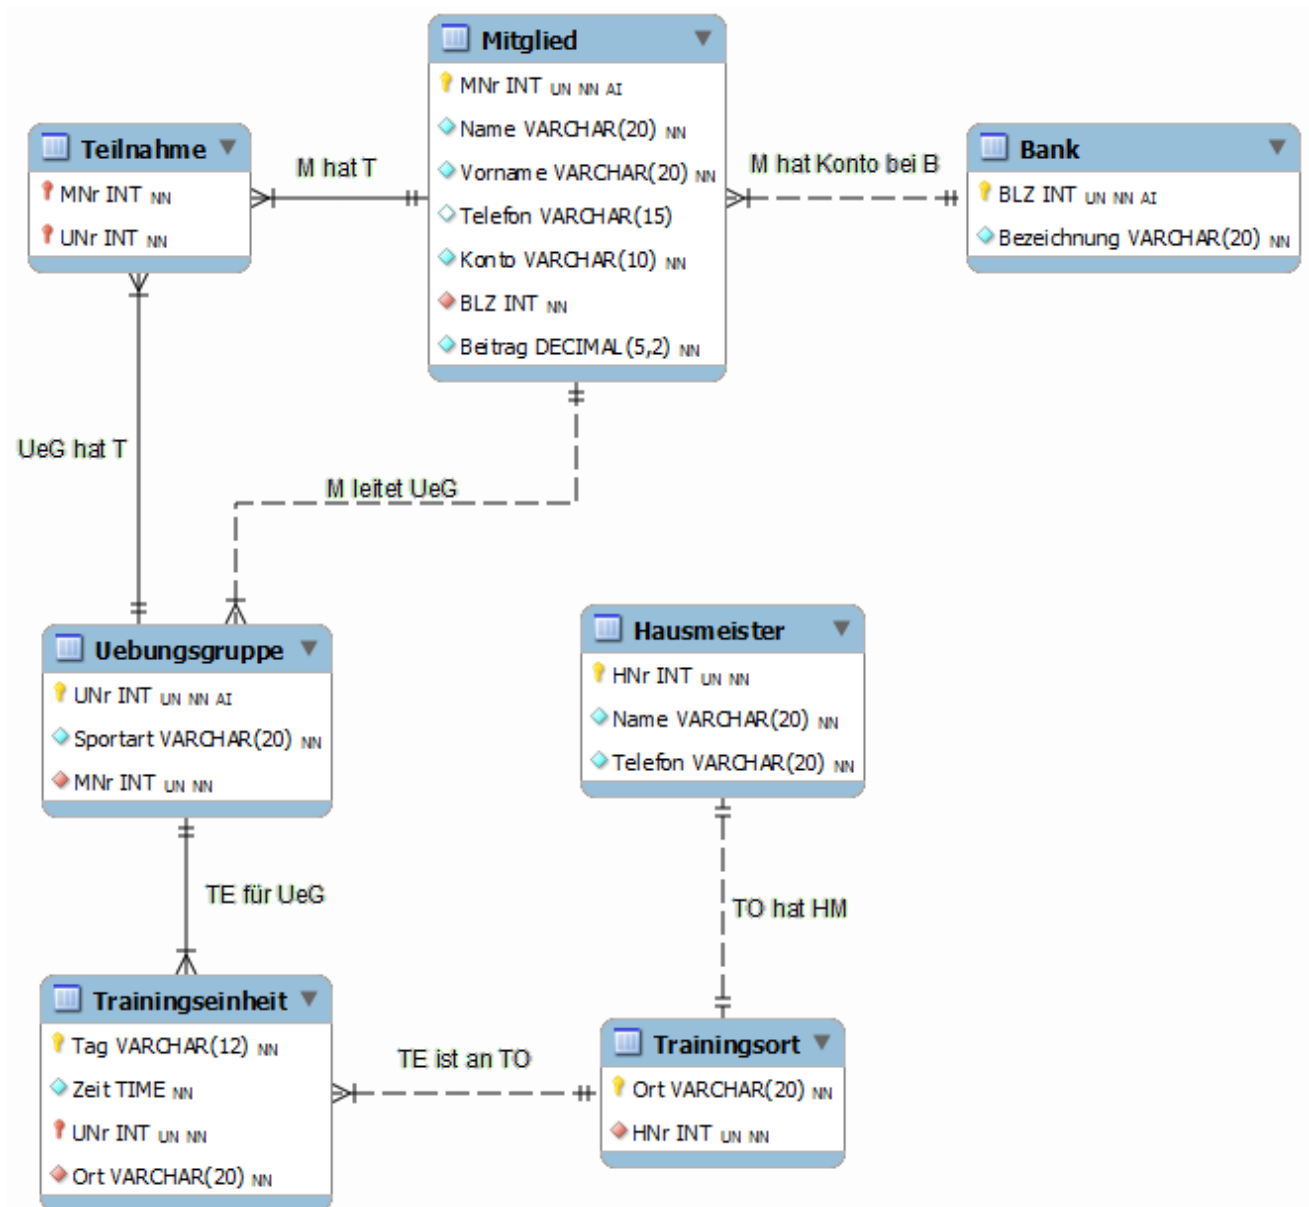 Mitglied
MNr INT UN NN AI
Name VARCHAR(20) NN
Vorname VARCHAR(20) NN
Telefon VARCHAR(15)
Konto VARCHAR(10) NN
BLZ INT NN
Beitrag DECIMAL(5,2) NN
Teilnahme
MNr INT NN
UNr INT NN
M hat T
M hat Konto bei B
Bank
BLZ INT UN NN AI
Bezeichnung VARCHAR(20) NN
UeG hat T
M leitet UeG
Uebungsgruppe
UNr INT UN NN AI
Sportart VARCHAR(20) NN
MNr INT UN NN
Hausmeister
HNr INT UN NN
Name VARCHAR(20) NN
Telefon VARCHAR(20) NN
TE für UeG
TO hat HM
Trainingseinheit
Tag VARCHAR(12) NN
Zeit TIME NN
UNr INT UN NN
Ort VARCHAR(20) NN
TE ist an TO
Trainingsort
Ort VARCHAR(20) NN
HNr INT UN NN